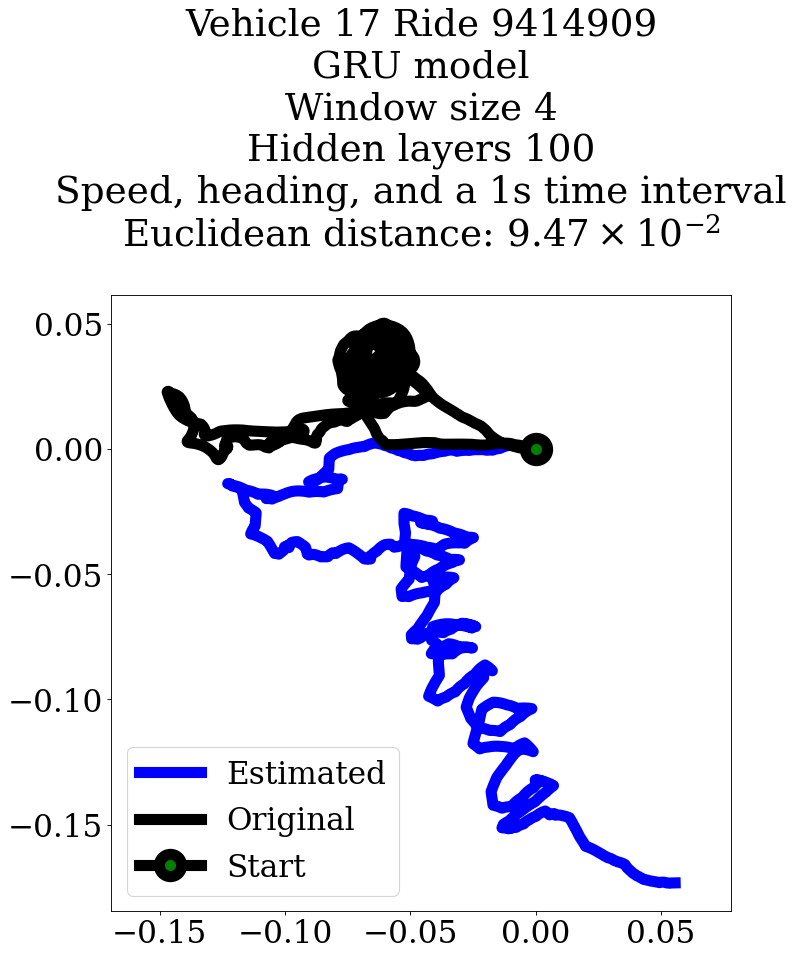 Vehicle 17 Ride 9414909
GRU model
Window size 4
Hidden layers 100
Speed, heading, and a 1s time interval
Euclidean distance: 9.47 × 10⁻²
0.05
0.00
−0.05
−0.10
−0.15
Estimated
Original
Start
−0.15 −0.10 −0.05 0.00 0.05